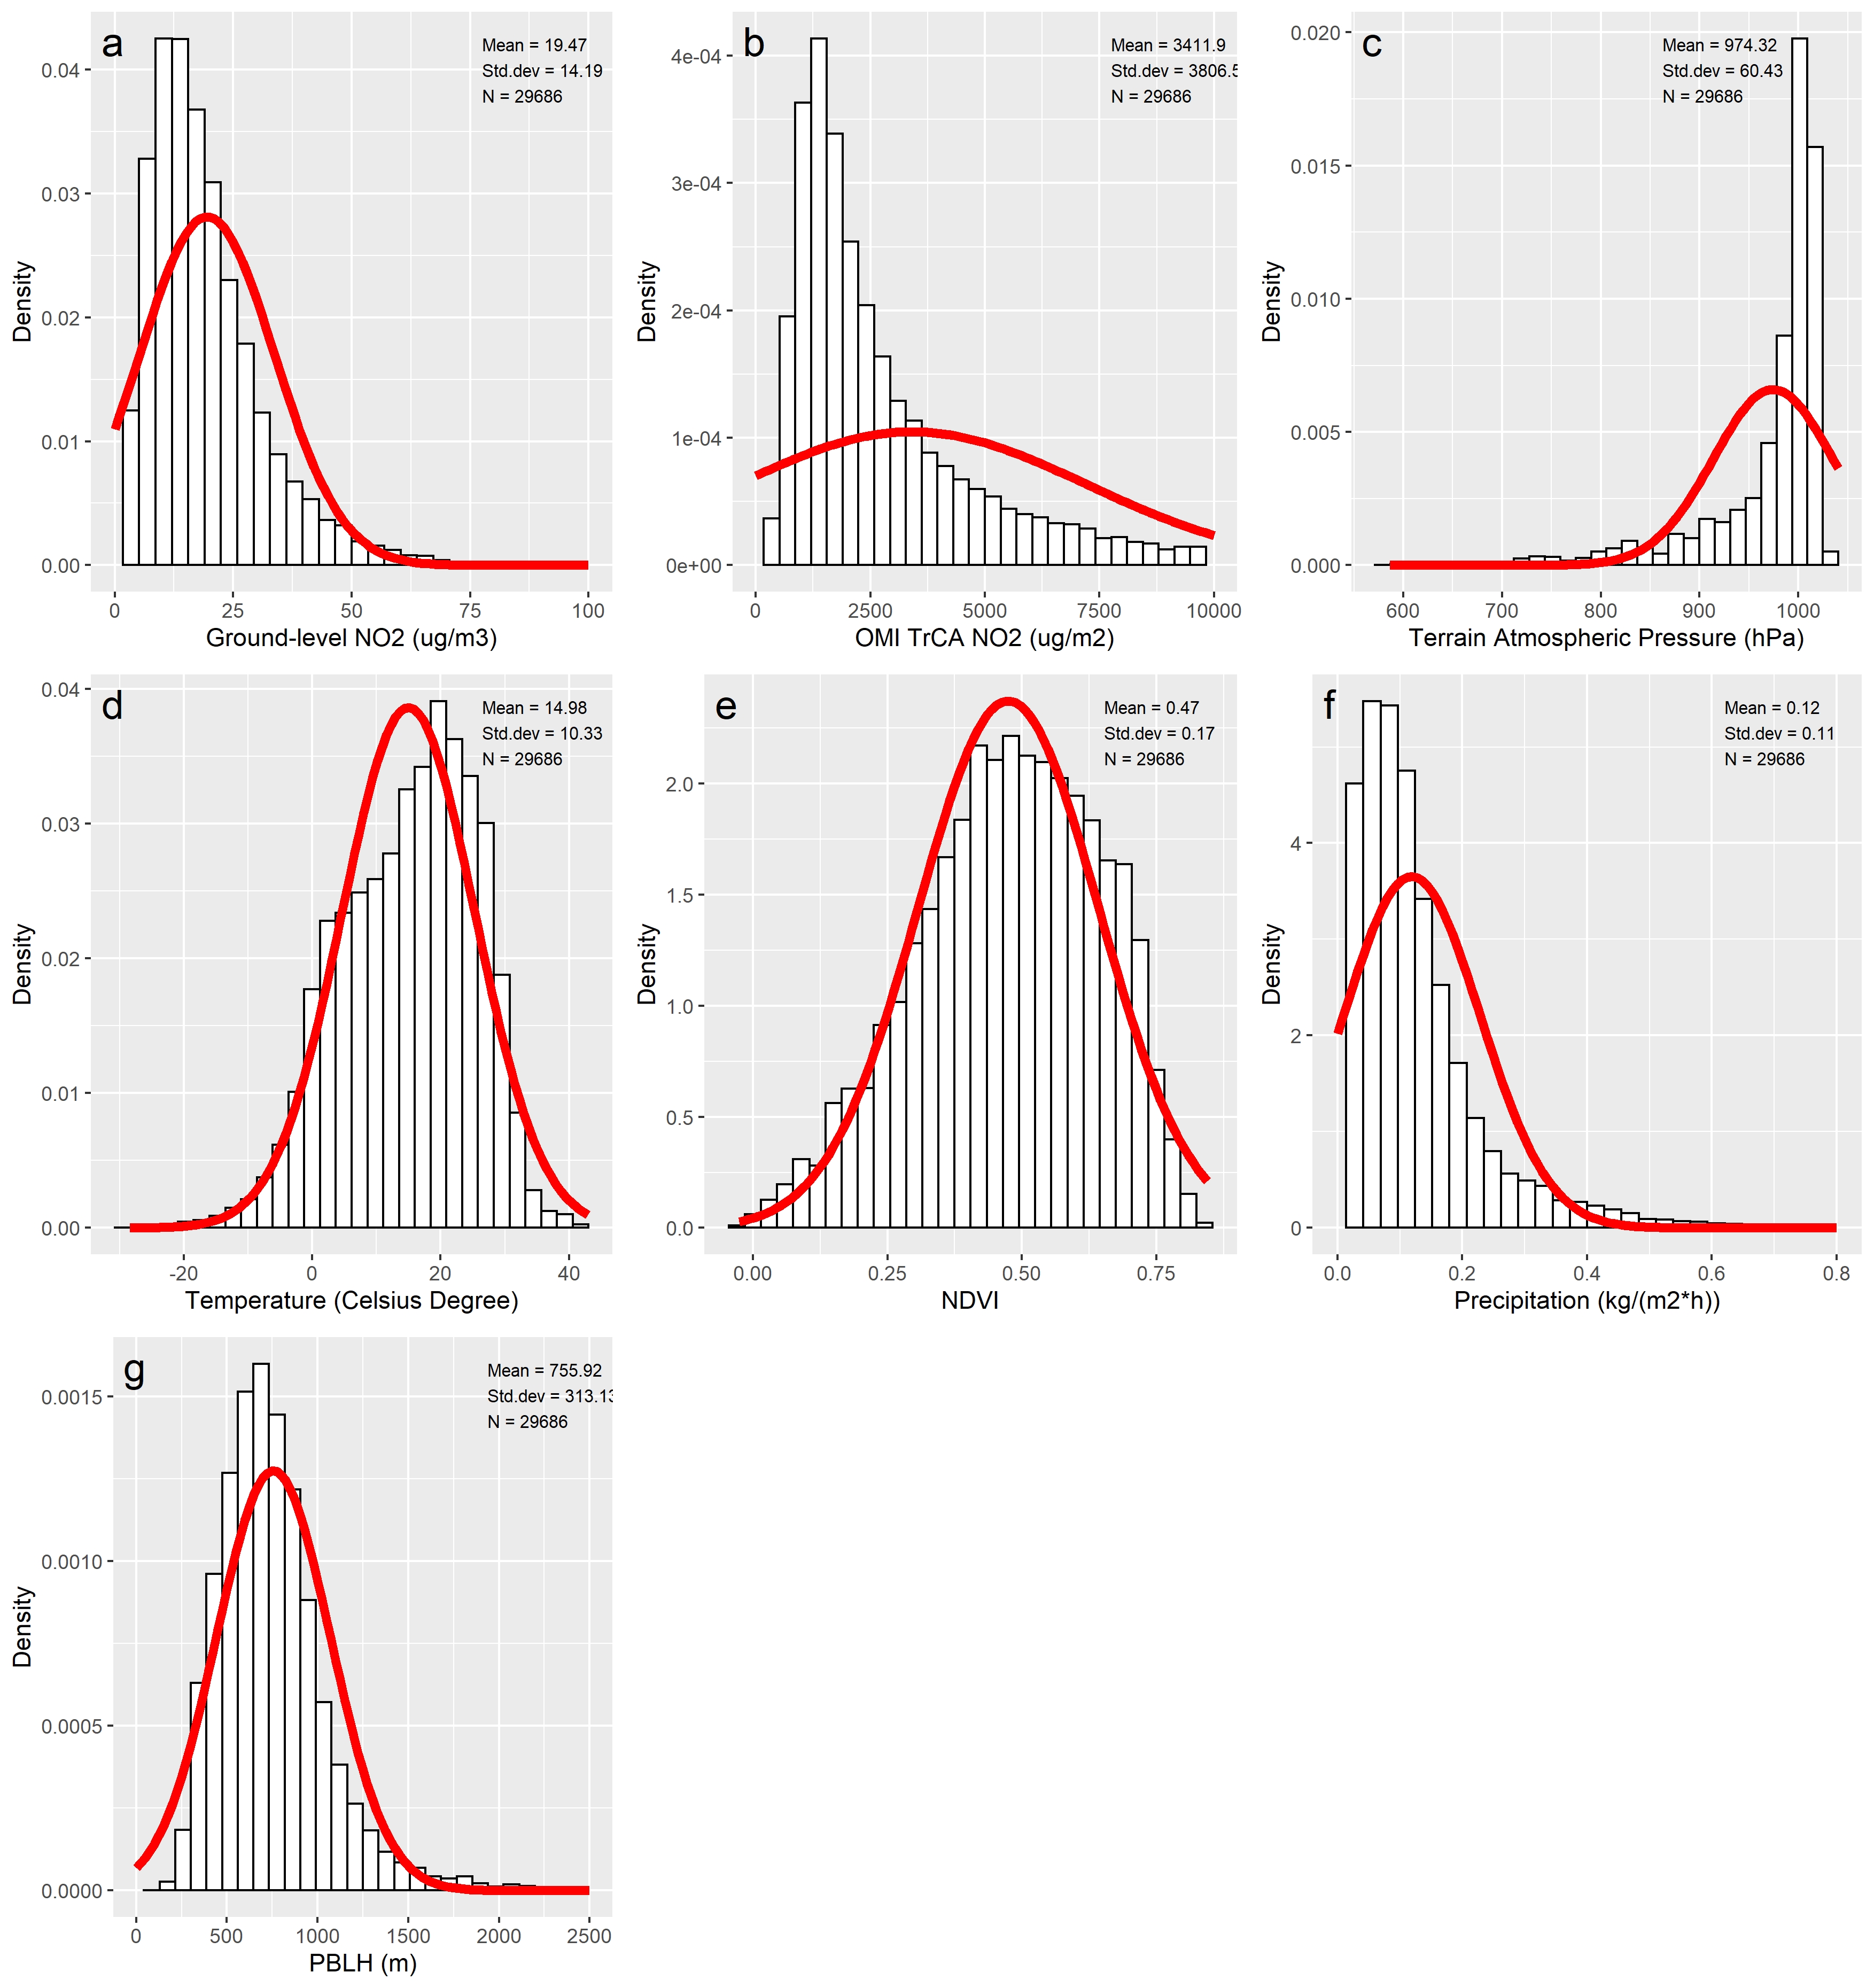 a
Mean = 19.47
Std.dev = 14.19
N = 29686
0.04
0.03
0.02
0.01
0.00
Density
0 25 50 75 100
Ground-level NO2 (ug/m3)
b
Mean = 3411.9
Std.dev = 3806.5
N = 29686
4e-04
3e-04
2e-04
1e-04
0e+00
Density
0 2500 5000 7500 10000
OMI TrCA NO2 (ug/m2)
c
Mean = 974.32
Std.dev = 60.43
N = 29686
0.020
0.015
0.010
0.005
0.000
Density
600 700 800 900 1000
Terrain Atmospheric Pressure (hPa)
d
Mean = 14.98
Std.dev = 10.33
N = 29686
0.04
0.03
0.02
0.01
0.00
Density
-20 0 20 40
Temperature (Celsius Degree)
e
Mean = 0.47
Std.dev = 0.17
N = 29686
2.0
1.5
1.0
0.5
0.0
Density
0.00 0.25 0.50 0.75
NDVI
f
Mean = 0.12
Std.dev = 0.11
N = 29686
4
2
0
Density
0.0 0.2 0.4 0.6 0.8
Precipitation (kg/(m2*h))
g
Mean = 755.92
Std.dev = 313.13
N = 29686
0.0015
0.0010
0.0005
0.0000
Density
0 500 1000 1500 2000 2500
PBLH (m)